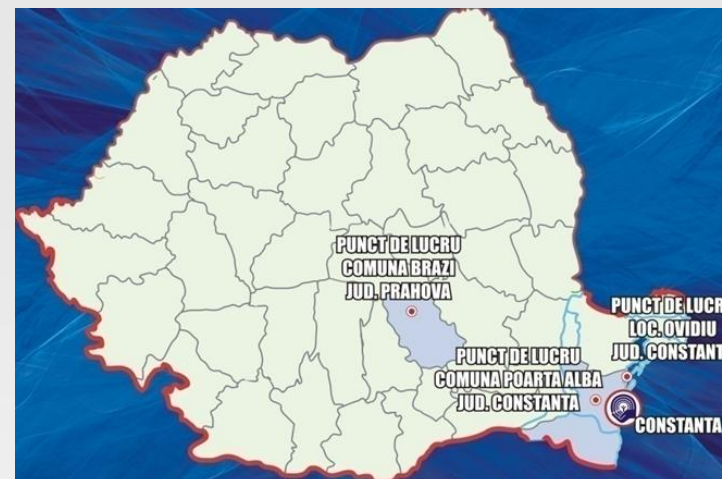 PUNCT DE LUCRU
COMUNA BRAZI
JUD. PRAHOVA
PUNCT DE LUCR
LOC. OVIDIU
JUD. CONSTANT
PUNCT DE LUCRU
COMUNA POARTA ALBA
JUD. CONSTANTA
CONSTANTA